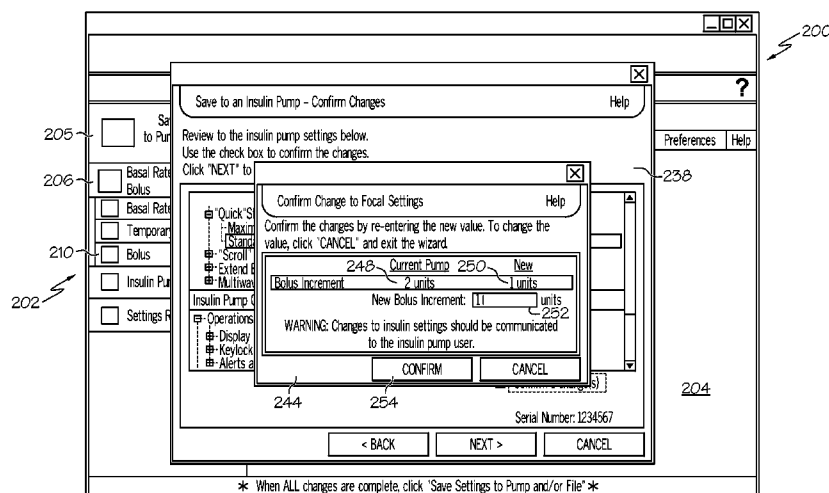 200
?
Save to an Insulin Pump - Confirm Changes Help
205
Sa
to Pur
Preferences Help
Review to the insulin pump settings below.
Use the check box to confirm the changes.
Click "NEXT" to
238
206
Basal Rate
Bolus
Confirm Change to Focal Settings Help
Basal Rate
"Quick"S
Maxim
Standa
Temporary
Confirm the changes by re-entering the new value. To change the
value, click "CANCEL" and exit the wizard.
210
Bolus
"Scroll"
Extend B
Multiwav
248 Current Pump 250 New
Bolus Increment 2 units 1 units
202
Insulin Pu
Insulin Pump C
New Bolus Increment: 1 units
252
Settings R
Operations
Display
Keylock
Alerts a
WARNING: Changes to insulin settings should be communicated
to the insulin pump user.
CONFIRM CANCEL
244
254
204
Serial Number: 1234567
< BACK NEXT > CANCEL
* When ALL changes are complete, click "Save Settings to Pump and/or File" *